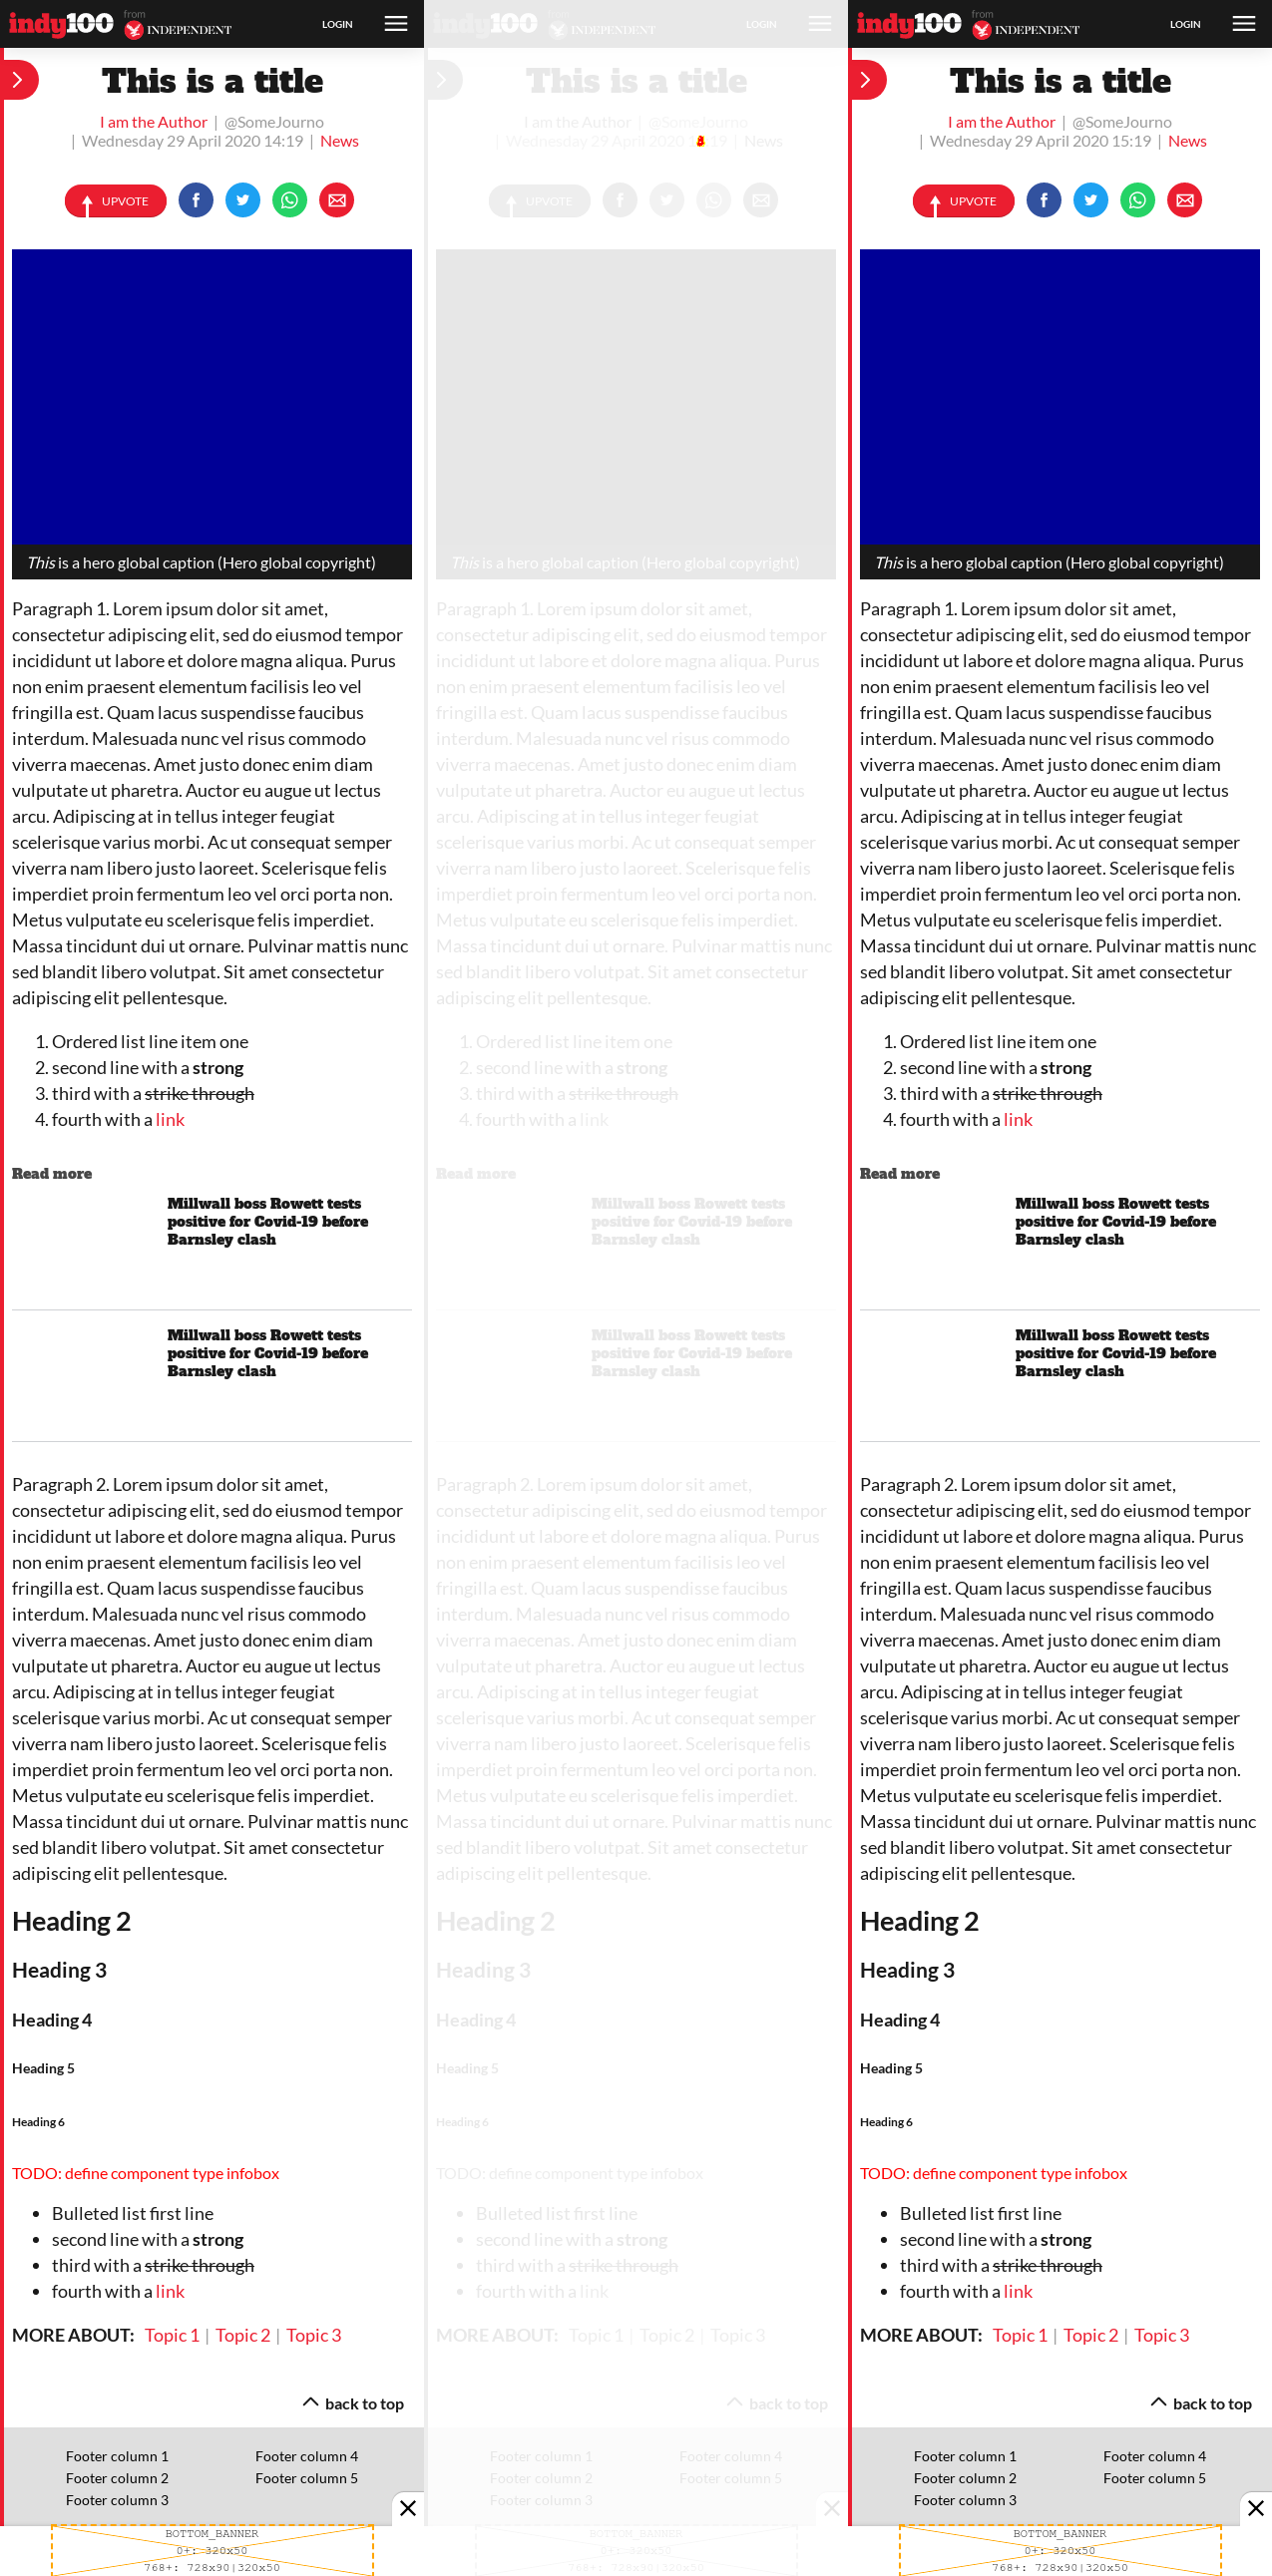 indy100 from INDEPENDENT LOGIN
This is a title
I am the Author | @SomeJourno
| Wednesday 29 April 2020 14:19 | News
UPVOTE
This is a hero global caption (Hero global copyright)
Paragraph 1. Lorem ipsum dolor sit amet,
consectetur adipiscing elit, sed do eiusmod tempor
incididunt ut labore et dolore magna aliqua. Purus
non enim praesent elementum facilisis leo vel
fringilla est. Quam lacus suspendisse faucibus
interdum. Malesuada nunc vel risus commodo
viverra maecenas. Amet justo donec enim diam
vulputate ut pharetra. Auctor eu augue ut lectus
arcu. Adipiscing at in tellus integer feugiat
scelerisque varius morbi. Ac ut consequat semper
viverra nam libero justo laoreet. Scelerisque felis
imperdiet proin fermentum leo vel orci porta non.
Metus vulputate eu scelerisque felis imperdiet.
Massa tincidunt dui ut ornare. Pulvinar mattis nunc
sed blandit libero volutpat. Sit amet consectetur
adipiscing elit pellentesque.
1. Ordered list line item one
2. second line with a strong
3. third with a strike through
4. fourth with a link
Read more
Millwall boss Rowett tests
positive for Covid-19 before
Barnsley clash
Millwall boss Rowett tests
positive for Covid-19 before
Barnsley clash
Paragraph 2. Lorem ipsum dolor sit amet,
consectetur adipiscing elit, sed do eiusmod tempor
incididunt ut labore et dolore magna aliqua. Purus
non enim praesent elementum facilisis leo vel
fringilla est. Quam lacus suspendisse faucibus
interdum. Malesuada nunc vel risus commodo
viverra maecenas. Amet justo donec enim diam
vulputate ut pharetra. Auctor eu augue ut lectus
arcu. Adipiscing at in tellus integer feugiat
scelerisque varius morbi. Ac ut consequat semper
viverra nam libero justo laoreet. Scelerisque felis
imperdiet proin fermentum leo vel orci porta non.
Metus vulputate eu scelerisque felis imperdiet.
Massa tincidunt dui ut ornare. Pulvinar mattis nunc
sed blandit libero volutpat. Sit amet consectetur
adipiscing elit pellentesque.
Heading 2
Heading 3
Heading 4
Heading 5
Heading 6
TODO: define component type infobox
• Bulleted list first line
• second line with a strong
• third with a strike through
• fourth with a link
MORE ABOUT: Topic 1 | Topic 2 | Topic 3
back to top
Footer column 1 Footer column 4
Footer column 2 Footer column 5
Footer column 3
BOTTOM_BANNER
0+: 320x50
768+: 728x90|320x50
indy100 from INDEPENDENT LOGIN
This is a title
I am the Author | @SomeJourno
| Wednesday 29 April 2020 | News
UPVOTE
This is a hero global caption (Hero global copyright)
Paragraph 1. Lorem ipsum dolor sit amet,
consectetur adipiscing elit, sed do eiusmod tempor
incididunt ut labore et dolore magna aliqua. Purus
non enim praesent elementum facilisis leo vel
fringilla est. Quam lacus suspendisse faucibus
interdum. Malesuada nunc vel risus commodo
viverra maecenas. Amet justo donec enim diam
vulputate ut pharetra. Auctor eu augue ut lectus
arcu. Adipiscing at in tellus integer feugiat
scelerisque varius morbi. Ac ut consequat semper
viverra nam libero justo laoreet. Scelerisque felis
imperdiet proin fermentum leo vel orci porta non.
Metus vulputate eu scelerisque felis imperdiet.
Massa tincidunt dui ut ornare. Pulvinar mattis nunc
sed blandit libero volutpat. Sit amet consectetur
adipiscing elit pellentesque.
1. Ordered list line item one
2. second line with a strong
3. third with a strike through
4. fourth with a link
Read more
Millwall boss Rowett tests
positive for Covid-19 before
Barnsley clash
Millwall boss Rowett tests
positive for Covid-19 before
Barnsley clash
Paragraph 2. Lorem ipsum dolor sit amet,
consectetur adipiscing elit, sed do eiusmod tempor
incididunt ut labore et dolore magna aliqua. Purus
non enim praesent elementum facilisis leo vel
fringilla est. Quam lacus suspendisse faucibus
interdum. Malesuada nunc vel risus commodo
viverra maecenas. Amet justo donec enim diam
vulputate ut pharetra. Auctor eu augue ut lectus
arcu. Adipiscing at in tellus integer feugiat
scelerisque varius morbi. Ac ut consequat semper
viverra nam libero justo laoreet. Scelerisque felis
imperdiet proin fermentum leo vel orci porta non.
Metus vulputate eu scelerisque felis imperdiet.
Massa tincidunt dui ut ornare. Pulvinar mattis nunc
sed blandit libero volutpat. Sit amet consectetur
adipiscing elit pellentesque.
Heading 2
Heading 3
Heading 4
Heading 5
Heading 6
TODO: define component type infobox
• Bulleted list first line
• second line with a strong
• third with a strike through
• fourth with a link
MORE ABOUT: Topic 1 | Topic 2 | Topic 3
back to top
Footer column 1 Footer column 4
Footer column 2 Footer column 5
Footer column 3
BOTTOM_BANNER
0+: 320x50
768+: 728x90|320x50
indy100 from INDEPENDENT LOGIN
This is a title
I am the Author | @SomeJourno
| Wednesday 29 April 2020 15:19 | News
UPVOTE
This is a hero global caption (Hero global copyright)
Paragraph 1. Lorem ipsum dolor sit amet,
consectetur adipiscing elit, sed do eiusmod tempor
incididunt ut labore et dolore magna aliqua. Purus
non enim praesent elementum facilisis leo vel
fringilla est. Quam lacus suspendisse faucibus
interdum. Malesuada nunc vel risus commodo
viverra maecenas. Amet justo donec enim diam
vulputate ut pharetra. Auctor eu augue ut lectus
arcu. Adipiscing at in tellus integer feugiat
scelerisque varius morbi. Ac ut consequat semper
viverra nam libero justo laoreet. Scelerisque felis
imperdiet proin fermentum leo vel orci porta non.
Metus vulputate eu scelerisque felis imperdiet.
Massa tincidunt dui ut ornare. Pulvinar mattis nunc
sed blandit libero volutpat. Sit amet consectetur
adipiscing elit pellentesque.
1. Ordered list line item one
2. second line with a strong
3. third with a strike through
4. fourth with a link
Read more
Millwall boss Rowett tests
positive for Covid-19 before
Barnsley clash
Millwall boss Rowett tests
positive for Covid-19 before
Barnsley clash
Paragraph 2. Lorem ipsum dolor sit amet,
consectetur adipiscing elit, sed do eiusmod tempor
incididunt ut labore et dolore magna aliqua. Purus
non enim praesent elementum facilisis leo vel
fringilla est. Quam lacus suspendisse faucibus
interdum. Malesuada nunc vel risus commodo
viverra maecenas. Amet justo donec enim diam
vulputate ut pharetra. Auctor eu augue ut lectus
arcu. Adipiscing at in tellus integer feugiat
scelerisque varius morbi. Ac ut consequat semper
viverra nam libero justo laoreet. Scelerisque felis
imperdiet proin fermentum leo vel orci porta non.
Metus vulputate eu scelerisque felis imperdiet.
Massa tincidunt dui ut ornare. Pulvinar mattis nunc
sed blandit libero volutpat. Sit amet consectetur
adipiscing elit pellentesque.
Heading 2
Heading 3
Heading 4
Heading 5
Heading 6
TODO: define component type infobox
• Bulleted list first line
• second line with a strong
• third with a strike through
• fourth with a link
MORE ABOUT: Topic 1 | Topic 2 | Topic 3
back to top
Footer column 1 Footer column 4
Footer column 2 Footer column 5
Footer column 3
BOTTOM_BANNER
0+: 320x50
768+: 728x90|320x50